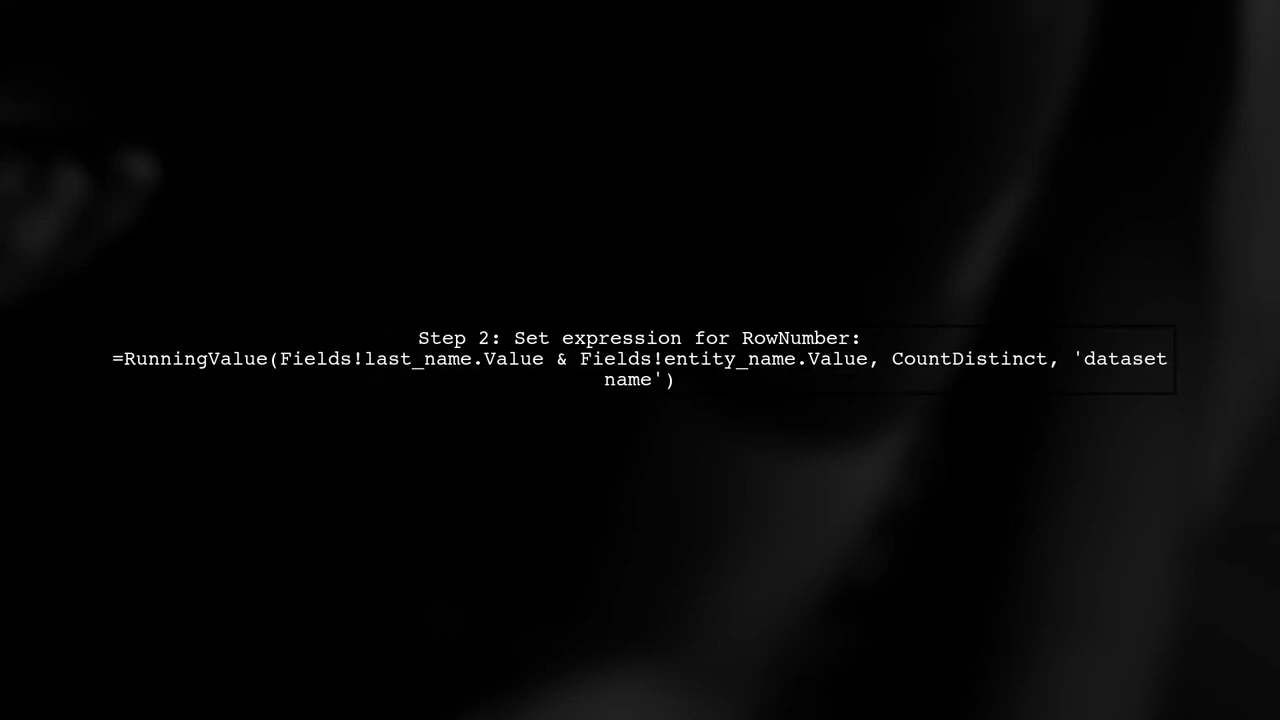 Step 2: Set expression for RowNumber:
=RunningValue(Fields!last_name.Value & Fields!entity_name.Value, CountDistinct, 'dataset
name')